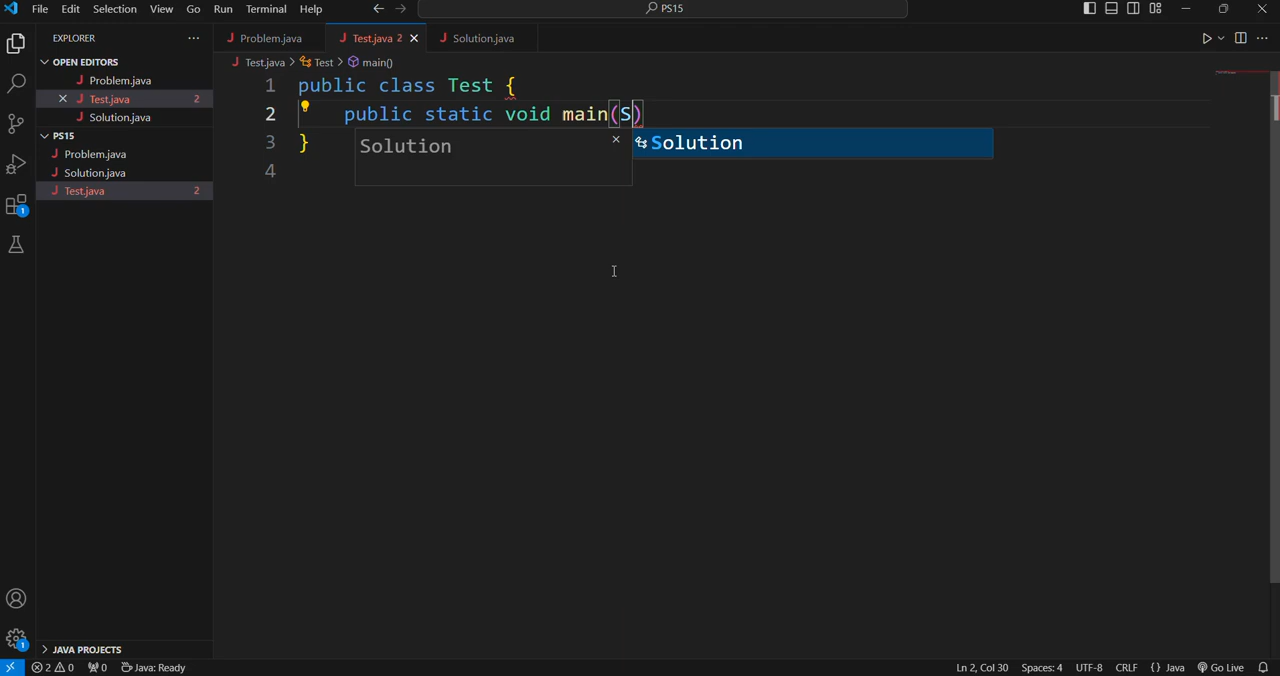 File Edit Selection View Go Run Terminal Help PS15
EXPLORER
Problem.java Test.java 2 Solution.java
OPEN EDITORS
Problem.java
Test.java 2
Solution.java
PS15
Problem.java
Solution.java
Test.java 2
Test.java > Test > main()
1 public class Test {
2 public static void main(S)
3 }
4
Solution
Solution
1
1
JAVA PROJECTS
2 0 0 Java: Ready Ln 2, Col 30 Spaces: 4 UTF-8 CRLF {} Java Go Live